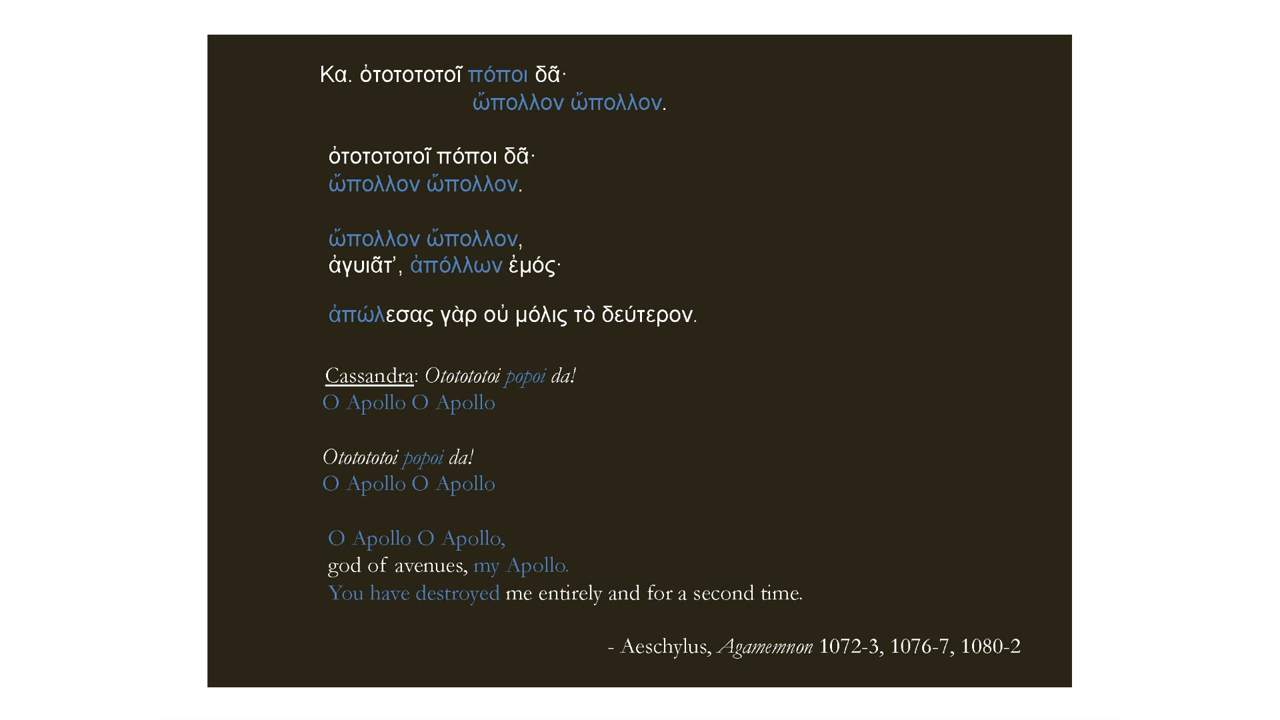 Κα. ὀτοτοτοτοῖ πόποι δᾶ·
ὤπολλον ὤπολλον.
ὀτοτοτοτοῖ πόποι δᾶ·
ὤπολλον ὤπολλον.
ὤπολλον ὤπολλον,
ἀγυιᾶτ’, ἀπόλλων ἐμός·
ἀπώλεσας γὰρ οὐ μόλις τὸ δεύτερον.
Cassandra: Otototoi popoi da!
O Apollo O Apollo
Otototoi popoi da!
O Apollo O Apollo
O Apollo O Apollo,
god of avenues, my Apollo.
You have destroyed me entirely and for a second time.
- Aeschylus, Agamemnon 1072-3, 1076-7, 1080-2